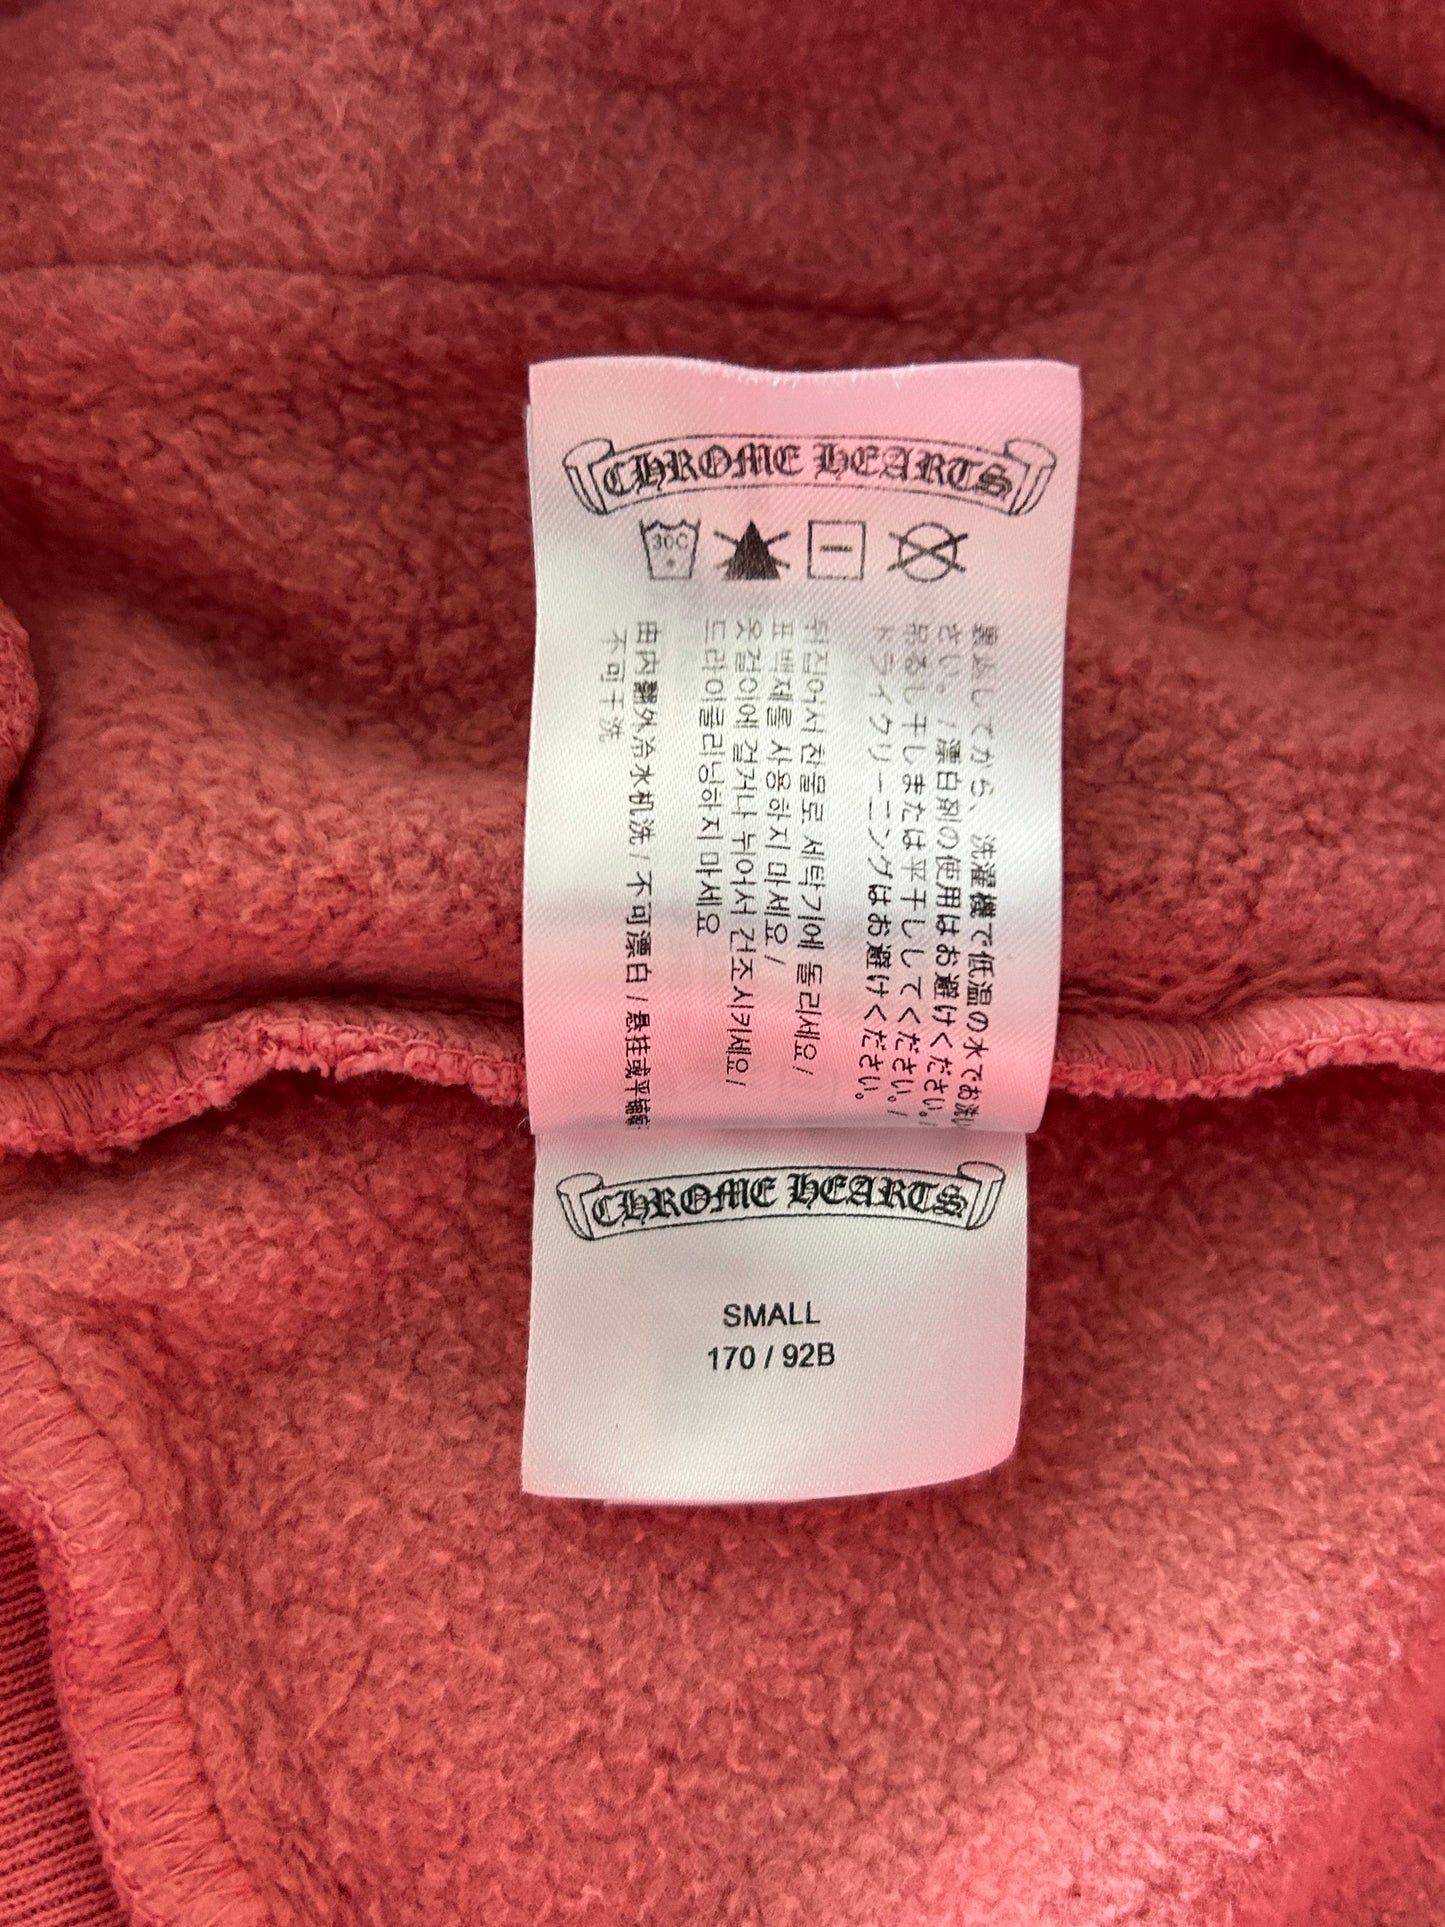 CHROME HEARTS
30C
裏返してから、洗濯機で低温の水でお洗い
さい。/ 漂白剤の使用はお避けください。/
吊るし干しまたは平干ししてください。/
ドライクリーニングはお避けください。
뒤집어서 찬물로 세탁기에 돌리세요 /
표백제를 사용하지 마세요 /
옷걸이에 걸거나 뉘어서 건조시키세요 /
드라이클리닝하지 마세요
由内翻外冷水机洗 / 不可漂白 / 悬挂或平铺
不可干洗
CHROME HEARTS
SMALL
170 / 92B